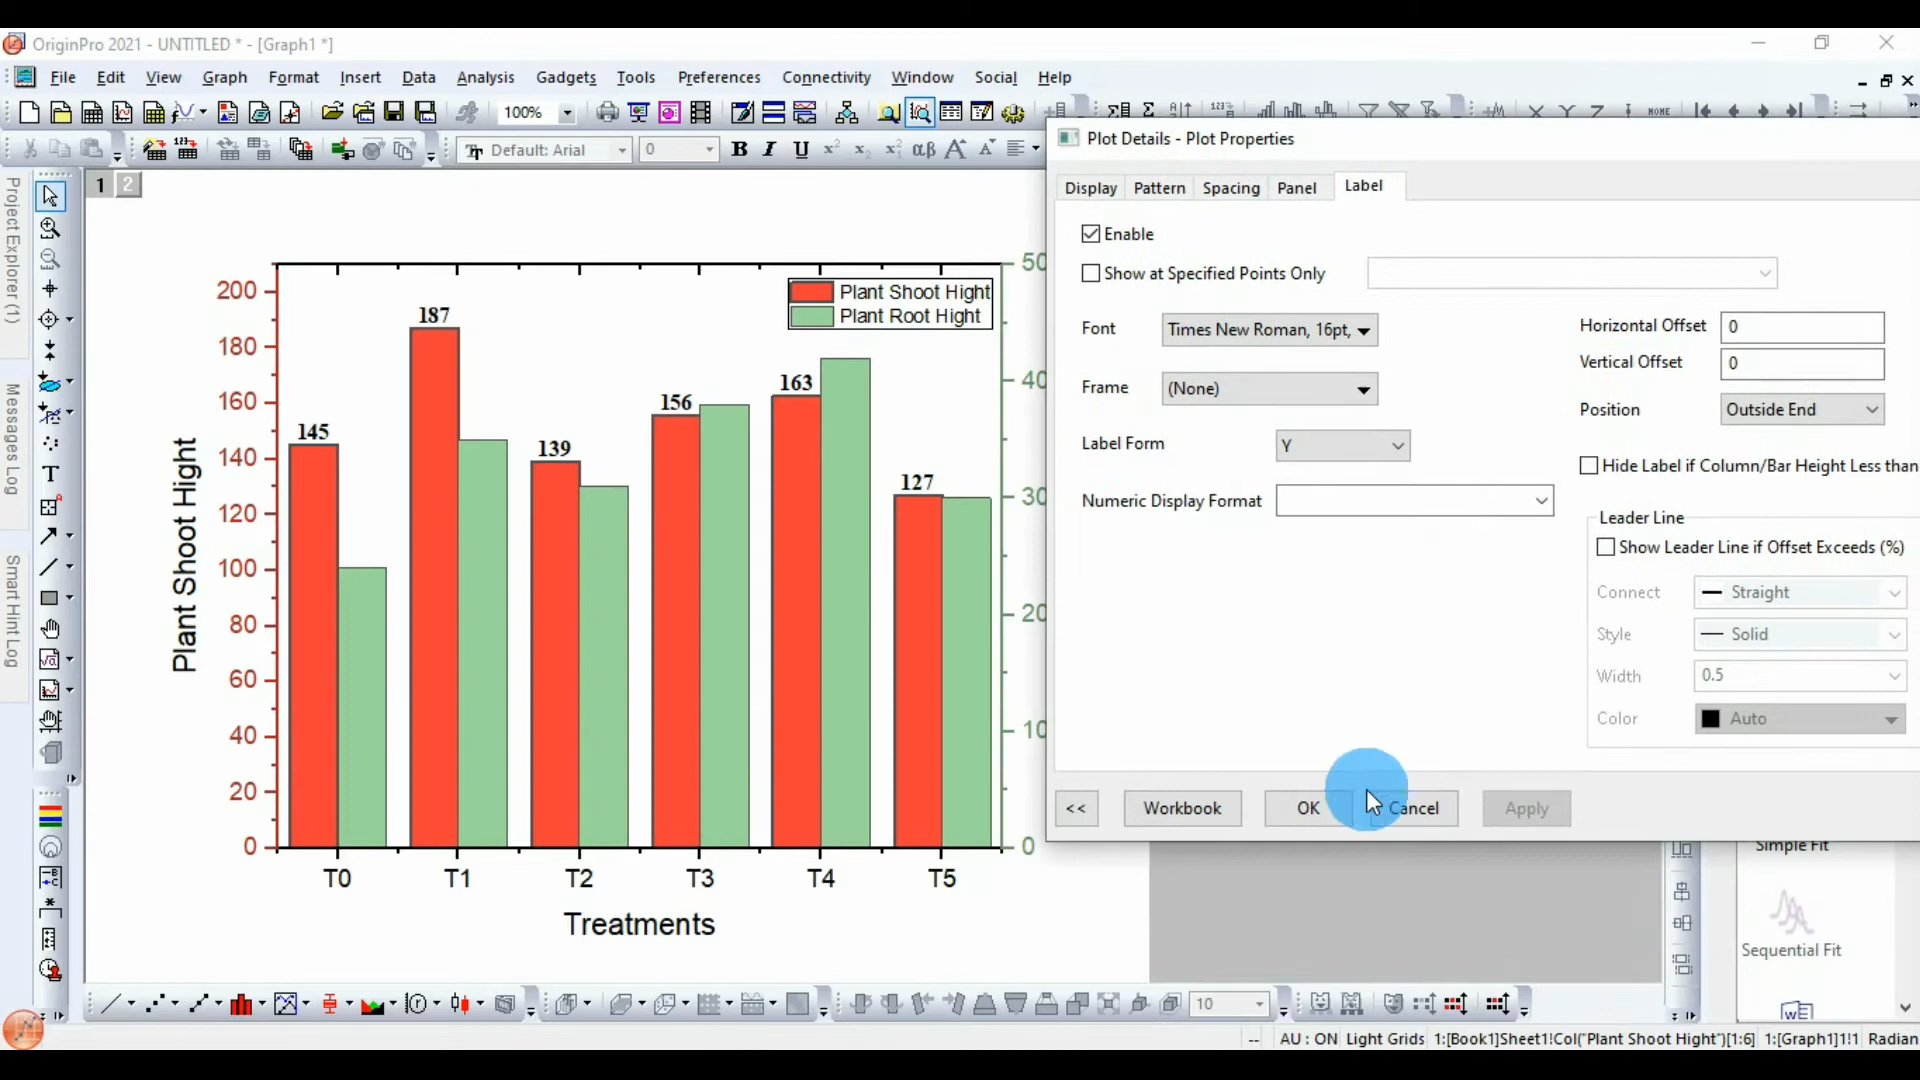 OriginPro 2021 - UNTITLED * - [Graph1 *]
File Edit View Graph Format Insert Data Analysis Gadgets Tools Preferences Connectivity Window Social Help
100%
HOME
Default: Arial 0 B I U αβ
Project Explorer (1)
Messages Log
Smart Hint Log
1 2
Plant Shoot Hight
Plant Root Hight
200
180
160
140
120
100
80
60
40
20
0
Plant Shoot Hight
145
187
139
156
163
127
50
40
30
20
10
0
T0 T1 T2 T3 T4 T5
Treatments
Plot Details - Plot Properties
Display Pattern Spacing Panel Label
Enable
Show at Specified Points Only
Font Times New Roman, 16pt,
Frame (None)
Label Form Y
Numeric Display Format
Horizontal Offset 0
Vertical Offset 0
Position Outside End
Hide Label if Column/Bar Height Less than
Leader Line
Show Leader Line if Offset Exceeds (%)
Connect Straight
Style Solid
Width 0.5
Color Auto
<< Workbook OK Cancel Apply
Simple Fit
Sequential Fit
10
-- AU : ON Light Grids 1:[Book1]Sheet1!Col("Plant Shoot Hight")[1:6] 1:[Graph1]1!1 Radian